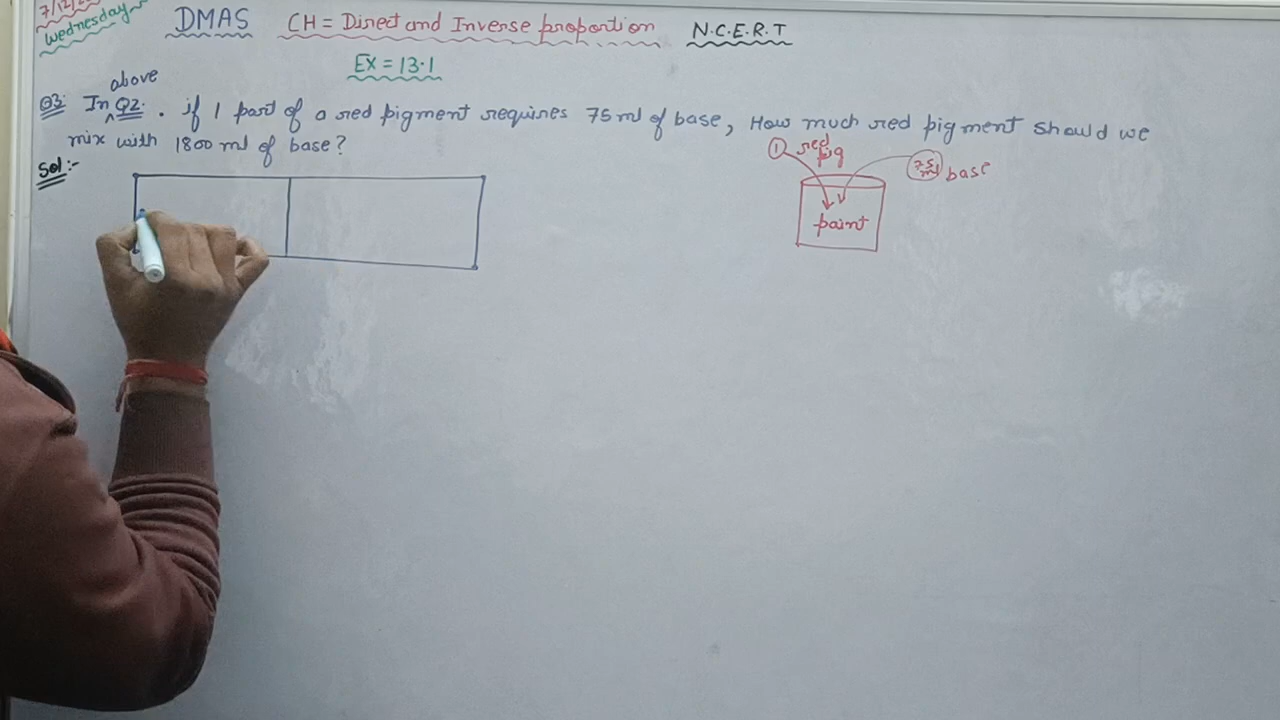 7/12/
Wednesday
DMAS CH = Direct and Inverse proportion N.C.E.R.T
EX = 13.1
above
Q3: In ^ Q2. . if 1 part of a red pigment requires 75 ml of base, How much red pigment should we
mix with 1800 ml of base?
Sol:-
1 red pig
75 ml base
paint